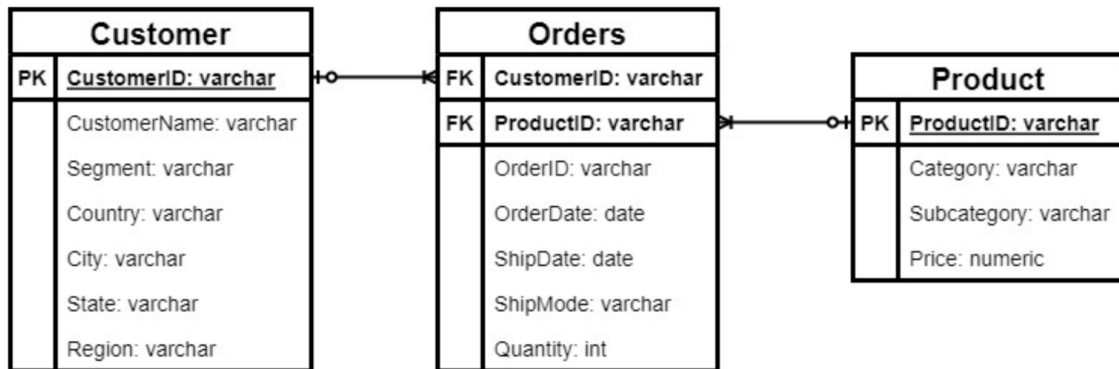 Customer
PK CustomerID: varchar
CustomerName: varchar
Segment: varchar
Country: varchar
City: varchar
State: varchar
Region: varchar
Orders
FK CustomerID: varchar
FK ProductID: varchar
OrderID: varchar
OrderDate: date
ShipDate: date
ShipMode: varchar
Quantity: int
Product
PK ProductID: varchar
Category: varchar
Subcategory: varchar
Price: numeric